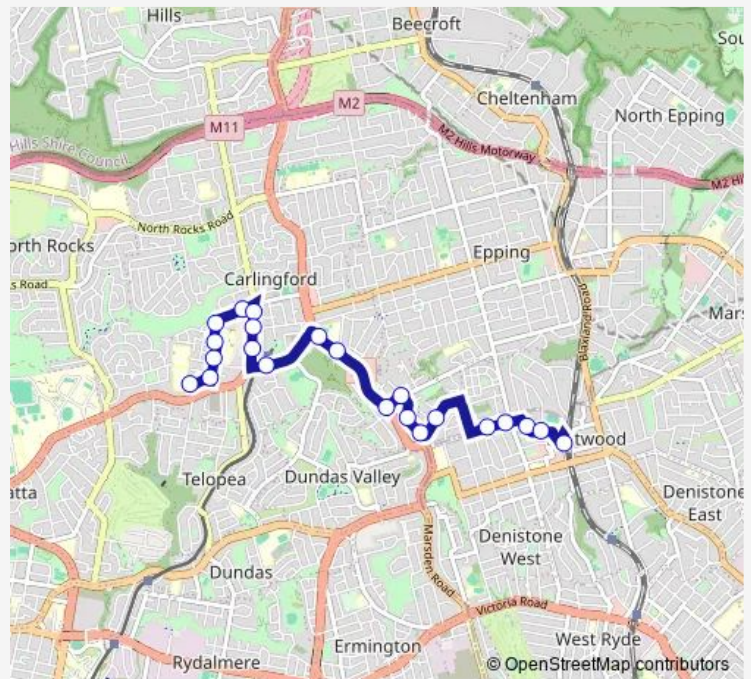 Hills
Beecroft
Sou
M2
Cheltenham
M11
North Epping
M2 Hills Motorway
Hills Shire Council
M2 Hi
North Rocks Road
orth Rocks
Epping
s Road
Carlingford
Mars
Blaxland Road
twood
Telopea
Dundas Valley
atta
Denistone
East
Denistone
West
Marsden Road
Dundas
Victoria Road
West Ryde
Ermington
Rydalmere
© OpenStreetMap contributors